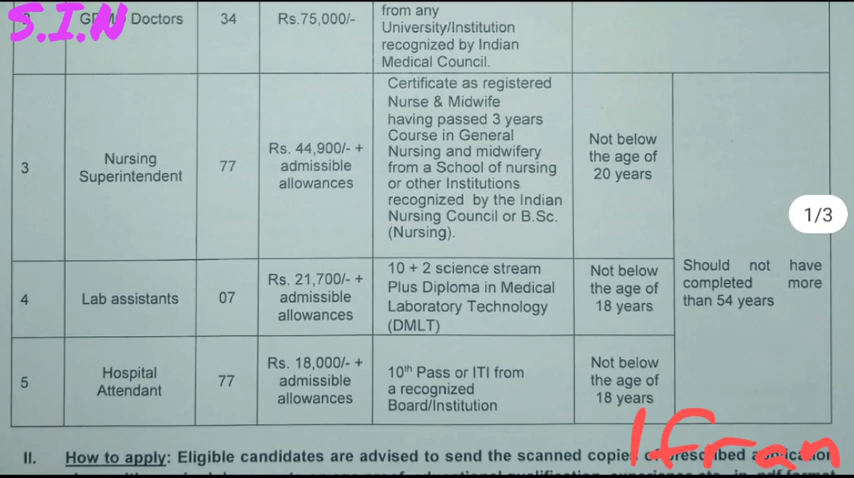 S.I.N
Doctors
34
Rs.75,000/-
from any
University/Institution
recognized by Indian
Medical Council.
3
Nursing
Superintendent
77
Rs. 44,900/- +
admissible
allowances
Certificate as registered
Nurse & Midwife
having passed 3 years
Course in General
Nursing and midwifery
from a School of nursing
or other Institutions
recognized by the Indian
Nursing Council or B.Sc.
(Nursing).
Not below
the age of
20 years
1/3
4
Lab assistants
07
Rs. 21,700/- +
admissible
allowances
10 + 2 science stream
Plus Diploma in Medical
Laboratory Technology
(DMLT)
Not below
the age of
18 years
Should not have
completed more
than 54 years
5
Hospital
Attendant
77
Rs. 18,000/- +
admissible
allowances
10th Pass or ITI from
a recognized
Board/Institution
Not below
the age of
18 years
Ifran
II. How to apply: Eligible candidates are advised to send the scanned copies of prescribed application